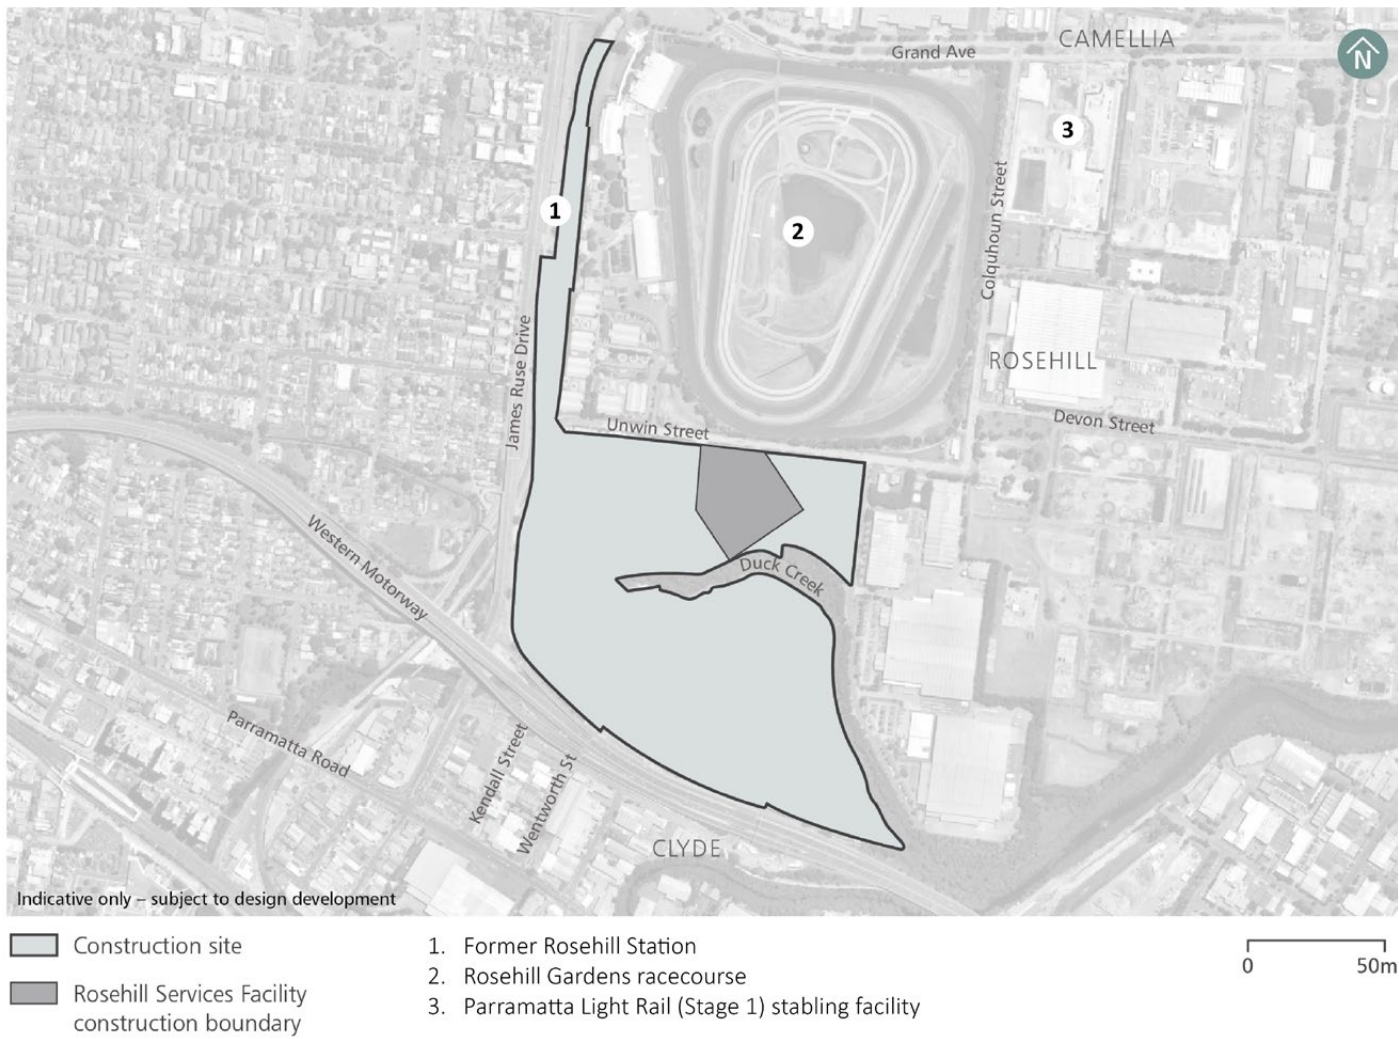 CAMELLIA
Grand Ave
N
3
1
2
Colquhoun Street
James Ruse Drive
ROSEHILL
Devon Street
Unwin Street
Western Motorway
Duck Creek
Parramatta Road
Kendall Street
Wentworth St
CLYDE
Indicative only – subject to design development
Construction site
Rosehill Services Facility
construction boundary
1. Former Rosehill Station
2. Rosehill Gardens racecourse
3. Parramatta Light Rail (Stage 1) stabling facility
0 50m